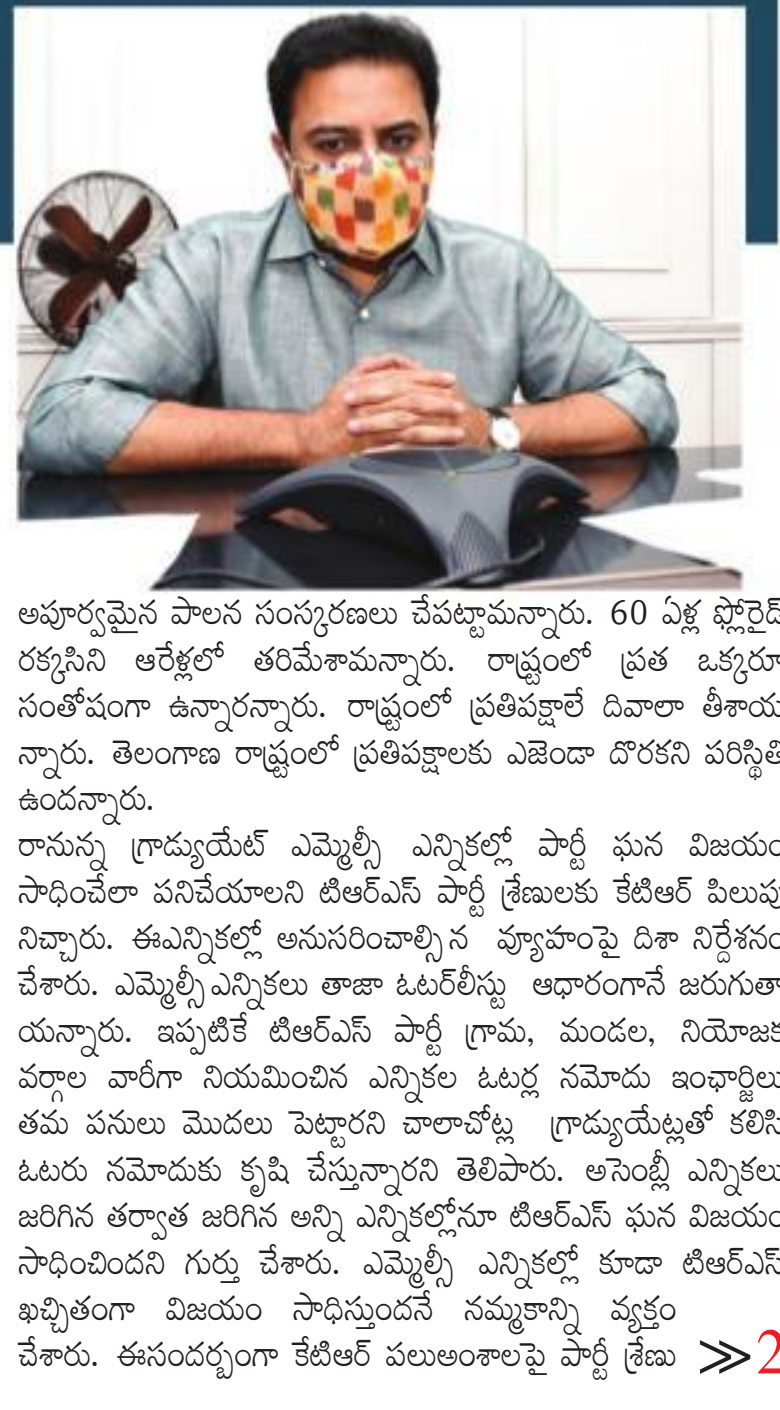 అపూర్వమైన పాలన సంస్కరణలు చేపట్టామన్నారు. 60 ఏళ్ల ఫ్లోరైడ్
రక్కసిని ఆరేళ్లలో తరిమేశామన్నారు. రాష్ట్రంలో ప్రత ఒక్కరూ
సంతోషంగా ఉన్నారన్నారు. రాష్ట్రంలో ప్రతిపక్షాలే దివాలా తీశాయ
న్నారు. తెలంగాణ రాష్ట్రంలో ప్రతిపక్షాలకు ఎజెండా దొరకని పరిస్థితి
ఉందన్నారు.
రానున్న గ్రాడ్యుయేట్ ఎమ్మెల్సీ ఎన్నికల్లో పార్టీ ఘన విజయం
సాధించేలా పనిచేయాలని టిఆర్ఎస్ పార్టీ శ్రేణులకు కేటిఆర్ పిలుపు
నిచ్చారు. ఈఎన్నికల్లో అనుసరించాల్సిన వ్యూహంపై దిశా నిర్దేశనం
చేశారు. ఎమ్మెల్సీ ఎన్నికలు తాజా ఓటర్‌లిస్టు ఆధారంగానే జరుగుతా
యన్నారు. ఇప్పటికే టిఆర్ఎస్ పార్టీ గ్రామ, మండల, నియోజక
వర్గాల వారీగా నియమించిన ఎన్నికల ఓటర్ల నమోదు ఇంఛార్జిలు
తమ పనులు మొదలు పెట్టారని చాలాచోట్ల గ్రాడ్యుయేట్లతో కలిసి
ఓటరు నమోదుకు కృషి చేస్తున్నారని తెలిపారు. అసెంబ్లీ ఎన్నికలు
జరిగిన తర్వాత జరిగిన అన్ని ఎన్నికల్లోనూ టిఆర్ఎస్ ఘన విజయం
సాధించిందని గుర్తు చేశారు. ఎమ్మెల్సీ ఎన్నికల్లో కూడా టిఆర్ఎస్
ఖచ్చితంగా విజయం సాధిస్తుందనే నమ్మకాన్ని వ్యక్తం
చేశారు. ఈసందర్భంగా కేటిఆర్ పలుఅంశాలపై పార్టీ శ్రేణు >>2